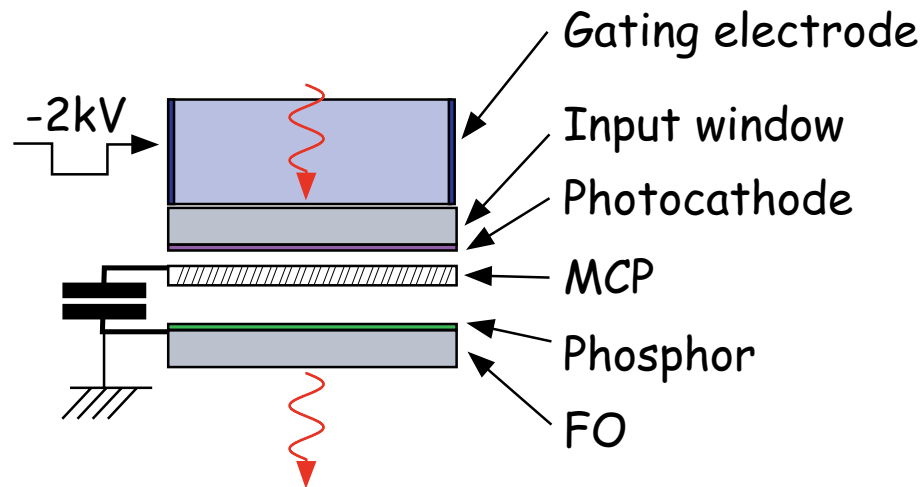 Gating electrode
-2kV
Input window
Photocathode
MCP
Phosphor
FO